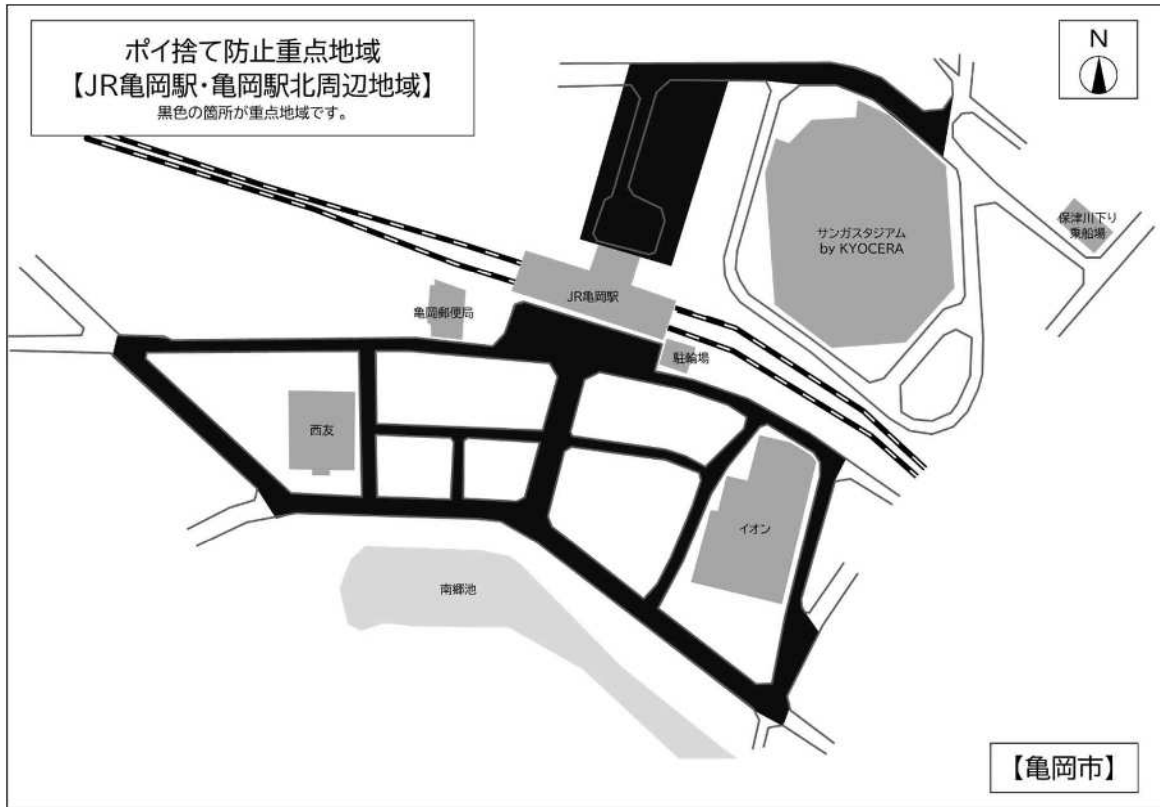 ポイ捨て防止重点地域
【JR亀岡駅・亀岡駅北周辺地域】
黒色の箇所が重点地域です。
N
保津川下り
乗船場
サンガスタジアム
by KYOCERA
JR亀岡駅
亀岡郵便局
駐輪場
西友
イオン
南郷池
【亀岡市】